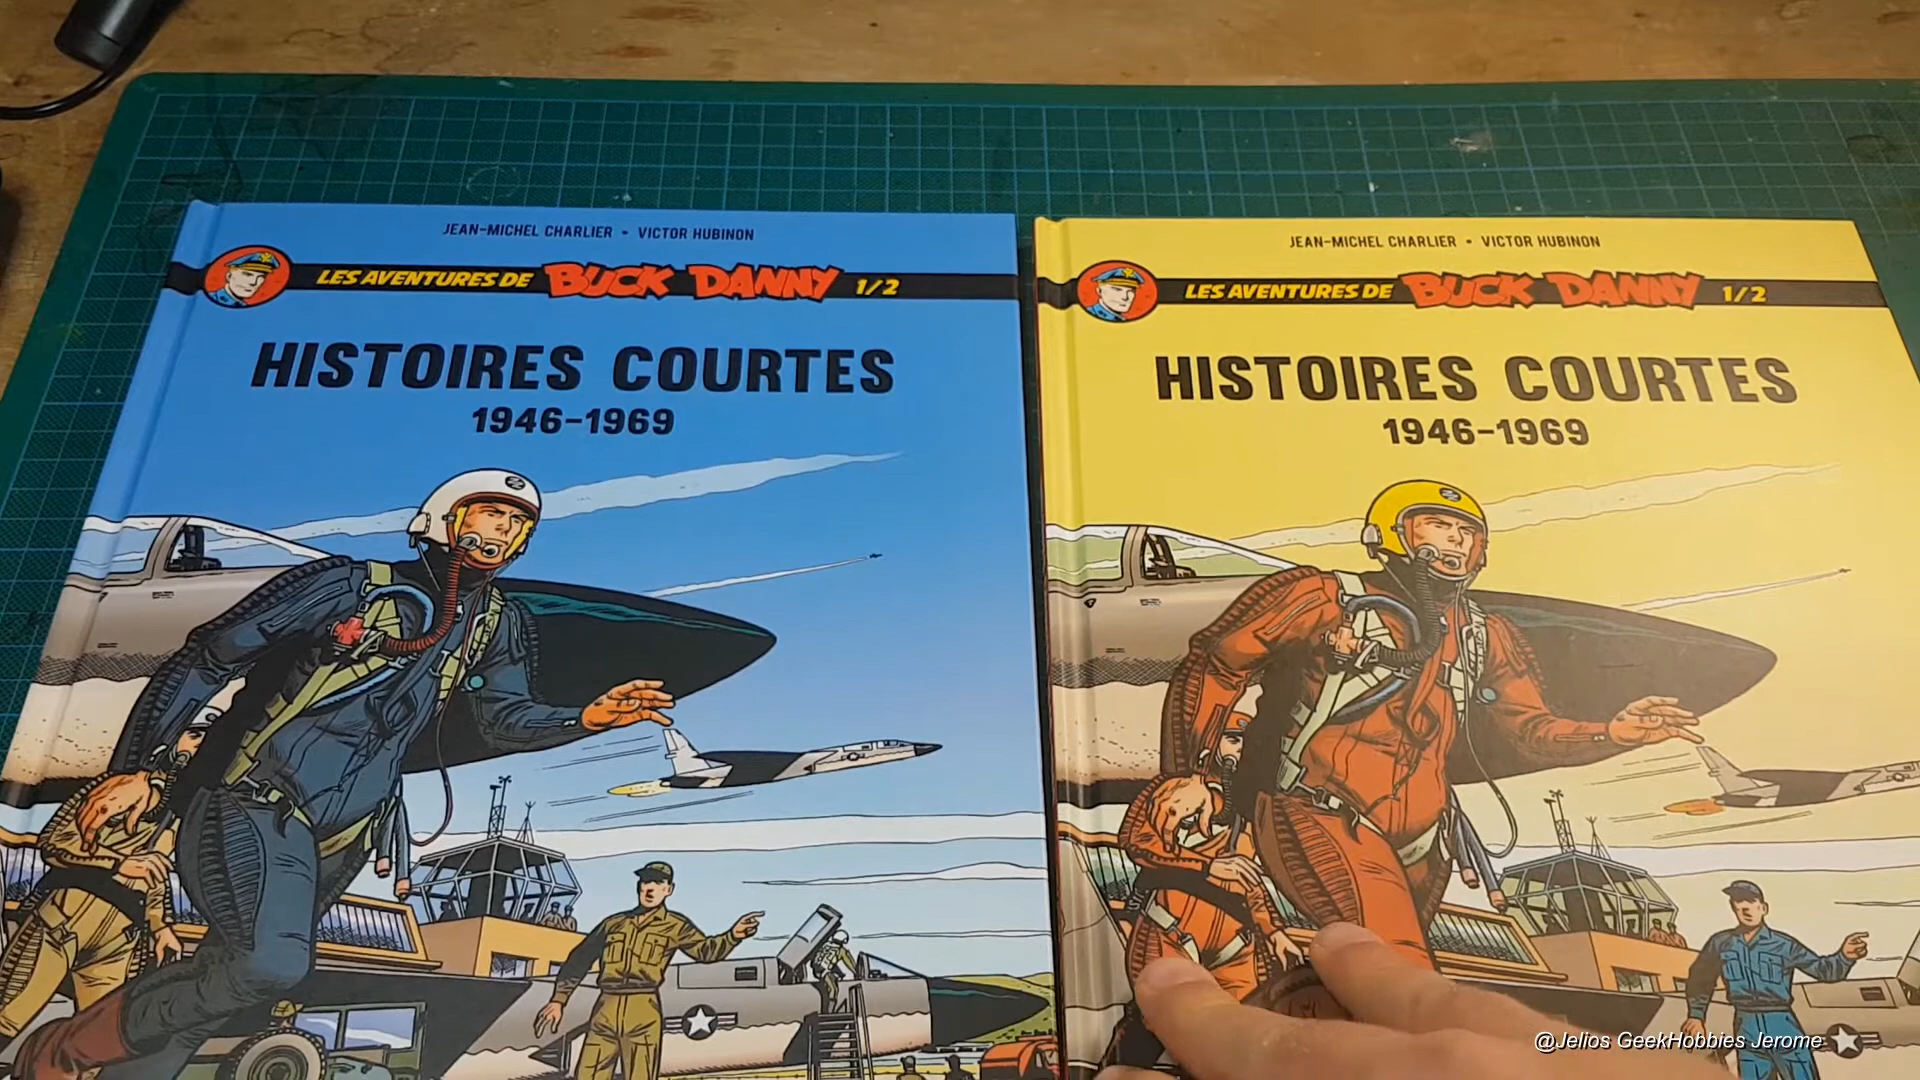 JEAN-MICHEL CHARLIER • VICTOR HUBINON
LES AVENTURES DE BUCK DANNY 1/2
HISTOIRES COURTES
1946-1969
JEAN-MICHEL CHARLIER • VICTOR HUBINON
LES AVENTURES DE BUCK DANNY 1/2
HISTOIRES COURTES
1946-1969
@Jelios GeekHobbies Jerome